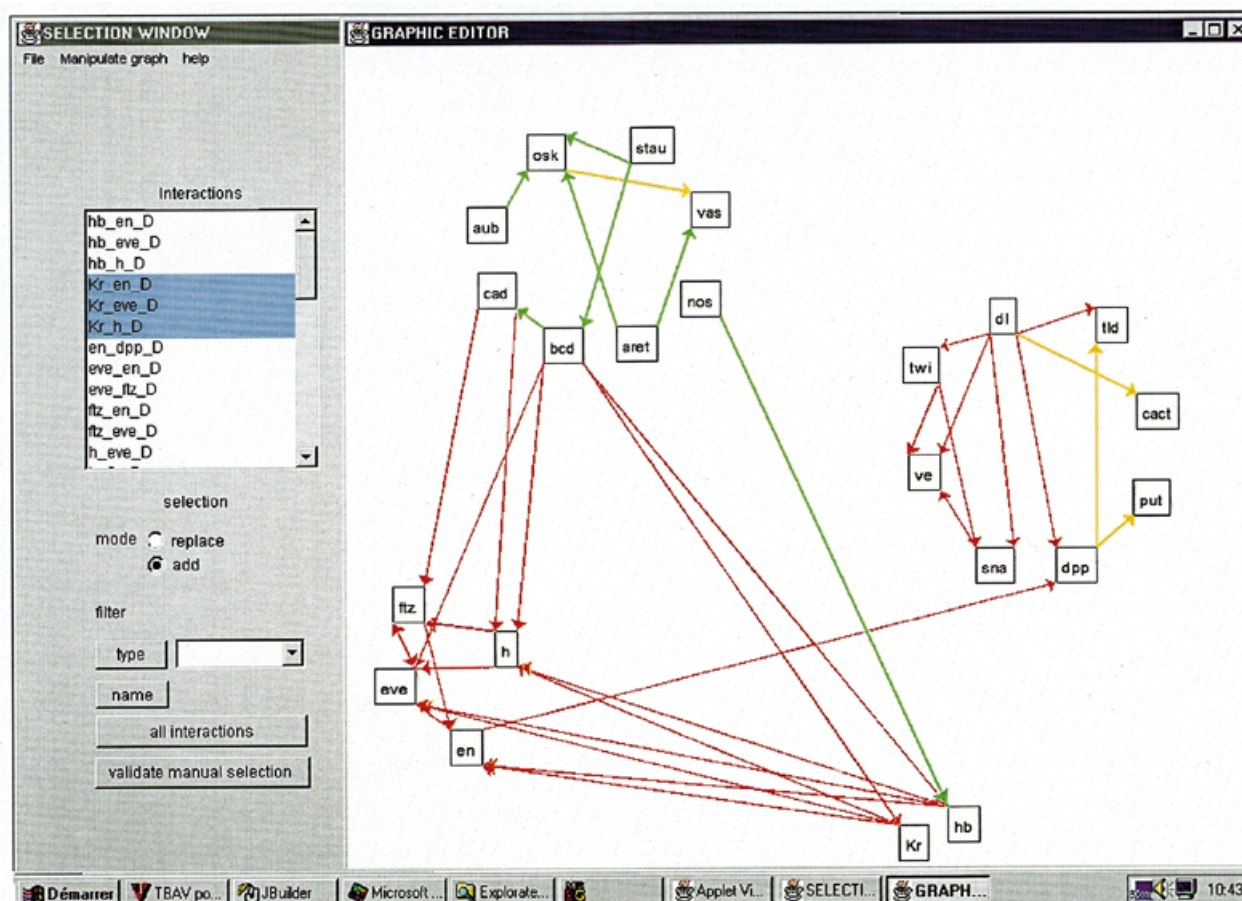 SELECTION WINDOW
File Manipulate graph help
Interactions
hb_en_D
hb_eve_D
hb_h_D
Kr_en_D
Kr_eve_D
Kr_h_D
en_dpp_D
eve_en_D
eve_ftz_D
ftz_en_D
ftz_eve_D
h_eve_D
selection
mode replace
add
filter
type
name
all interactions
validate manual selection
GRAPHIC EDITOR
osk
stau
aub
vas
cad
nos
bcd
aret
dl
tld
twi
cact
ve
put
sna
dpp
ftz
h
eve
en
hb
Kr
Démarrer TBAV po... JBuilder Microsoft ... Explorate... Applet Vi... SELECTI... GRAPH... 10:43